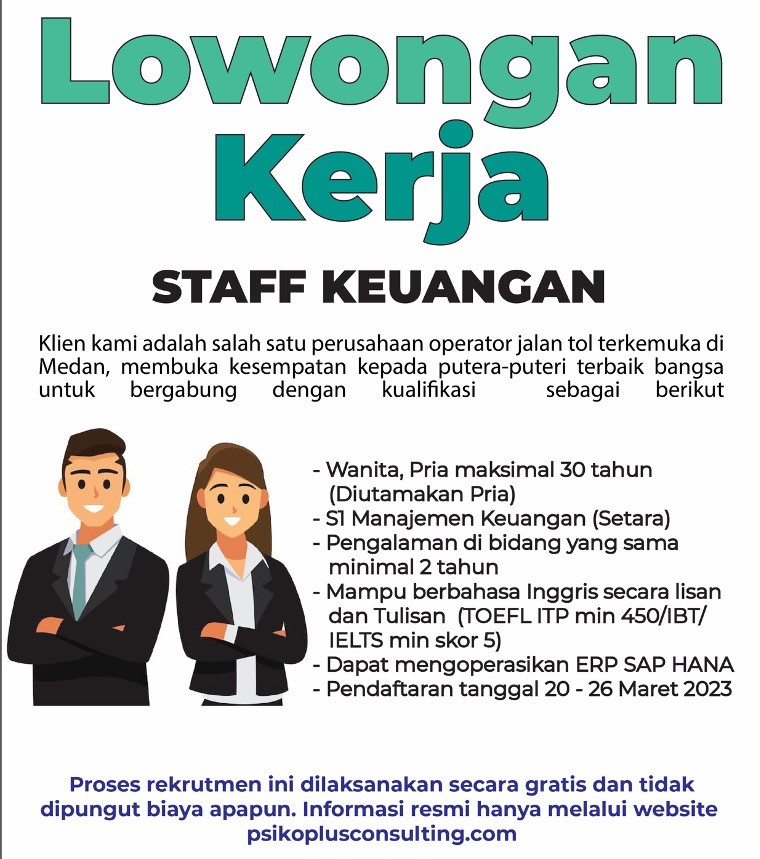 Lowongan
Kerja
STAFF KEUANGAN
Klien kami adalah salah satu perusahaan operator jalan tol terkemuka di
Medan, membuka kesempatan kepada putera-puteri terbaik bangsa
untuk bergabung dengan kualifikasi sebagai berikut
- Wanita, Pria maksimal 30 tahun
(Diutamakan Pria)
- S1 Manajemen Keuangan (Setara)
- Pengalaman di bidang yang sama
minimal 2 tahun
- Mampu berbahasa Inggris secara lisan
dan Tulisan (TOEFL ITP min 450/IBT/
IELTS min skor 5)
- Dapat mengoperasikan ERP SAP HANA
- Pendaftaran tanggal 20 - 26 Maret 2023
Proses rekrutmen ini dilaksanakan secara gratis dan tidak
dipungut biaya apapun. Informasi resmi hanya melalui website
psikoplusconsulting.com